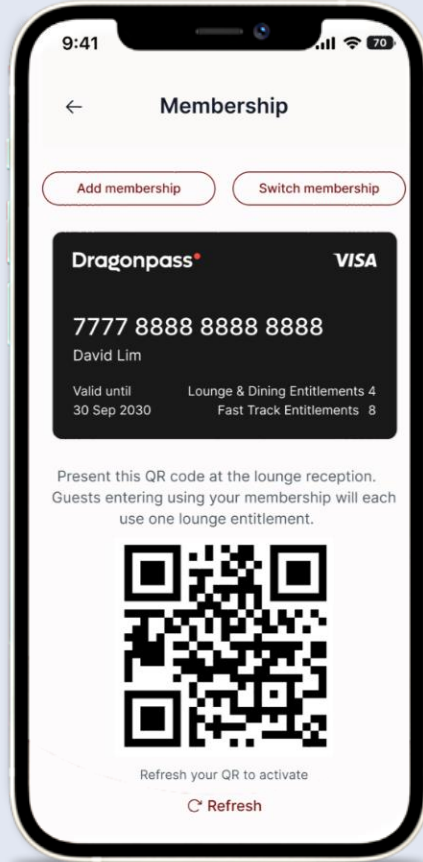 9:41
70
Membership
Add membership
Switch membership
Dragonpass
VISA
7777 8888 8888 8888
David Lim
Valid until
Lounge & Dining Entitlements 4
30 Sep 2030
Fast Track Entitlements 8
Present this QR code at the lounge reception.
Guests entering using your membership will each
use one lounge entitlement.
Refresh your QR to activate
Refresh